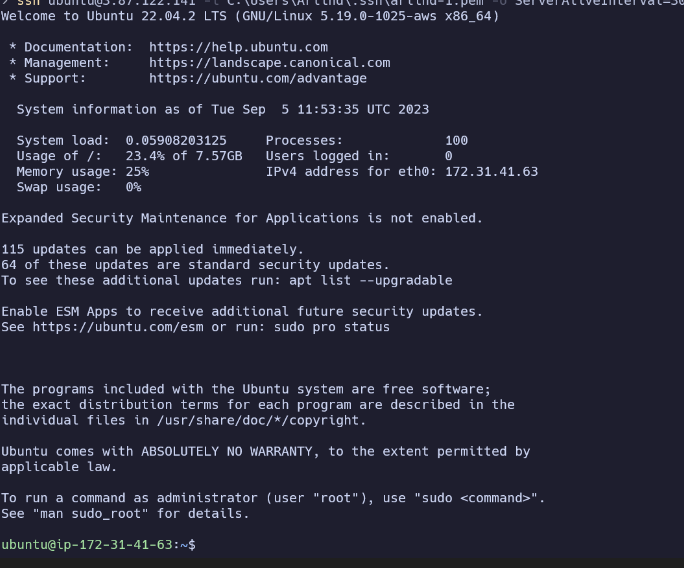 ssh ubuntu@3.87.122.141 -i C:\Users\Arlind\.ssh\arlind-1.pem -o
Welcome to Ubuntu 22.04.2 LTS (GNU/Linux 5.19.0-1025-aws x86_64)
* Documentation: https://help.ubuntu.com
* Management: https://landscape.canonical.com
* Support: https://ubuntu.com/advantage
System information as of Tue Sep 5 11:53:35 UTC 2023
System load: 0.05908203125 Processes: 100
Usage of /: 23.4% of 7.57GB Users logged in: 0
Memory usage: 25% IPv4 address for eth0: 172.31.41.63
Swap usage: 0%
Expanded Security Maintenance for Applications is not enabled.
115 updates can be applied immediately.
64 of these updates are standard security updates.
To see these additional updates run: apt list --upgradable
Enable ESM Apps to receive additional future security updates.
See https://ubuntu.com/esm or run: sudo pro status
The programs included with the Ubuntu system are free software;
the exact distribution terms for each program are described in the
individual files in /usr/share/doc/*/copyright.
Ubuntu comes with ABSOLUTELY NO WARRANTY, to the extent permitted by
applicable law.
To run a command as administrator (user "root"), use "sudo <command>".
See "man sudo_root" for details.
ubuntu@ip-172-31-41-63:~$